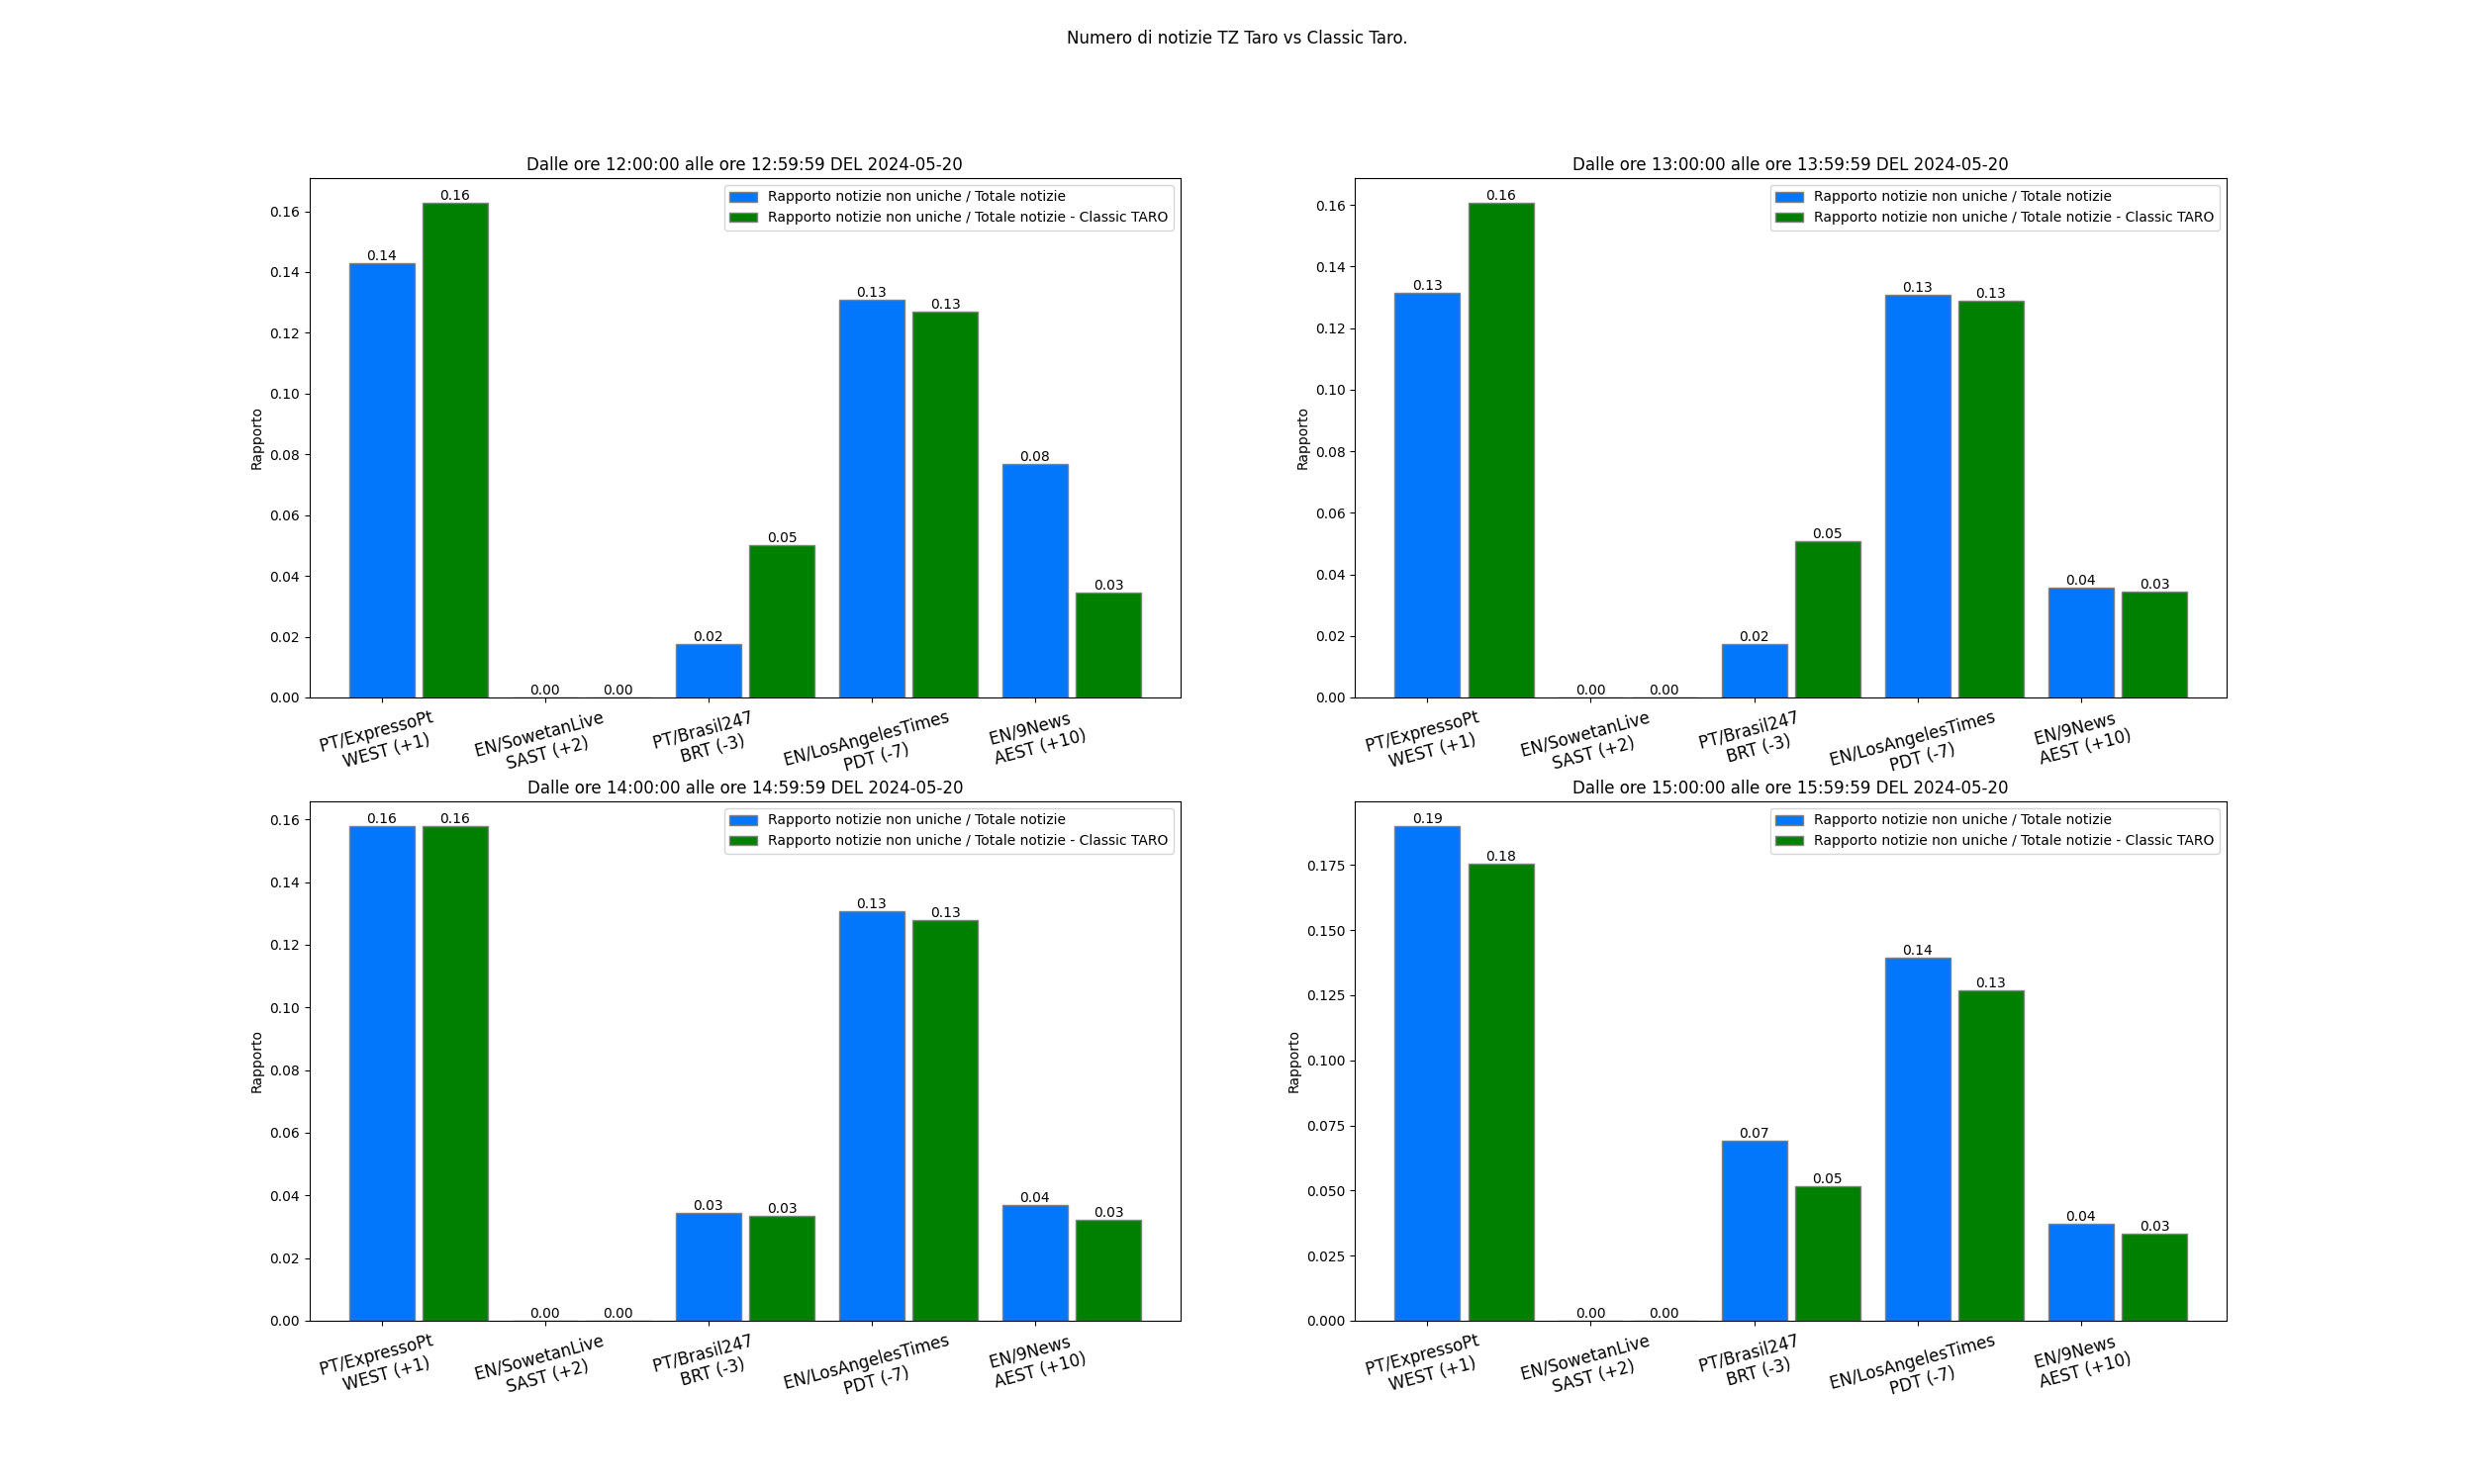 Numero di notizie TZ Taro vs Classic Taro.
Dalle ore 12:00:00 alle ore 12:59:59 DEL 2024-05-20
Rapporto notizie non uniche / Totale notizie
Rapporto notizie non uniche / Totale notizie - Classic TARO
Rapporto
0.16
0.14
0.12
0.10
0.08
0.06
0.04
0.02
0.00
0.14
0.16
0.00
0.00
0.02
0.05
0.13
0.13
0.08
0.03
PT/ExpressoPt
WEST (+1)
EN/SowetanLive
SAST (+2)
PT/Brasil247
BRT (-3)
EN/LosAngelesTimes
PDT (-7)
EN/9News
AEST (+10)
Dalle ore 13:00:00 alle ore 13:59:59 DEL 2024-05-20
Rapporto notizie non uniche / Totale notizie
Rapporto notizie non uniche / Totale notizie - Classic TARO
Rapporto
0.16
0.14
0.12
0.10
0.08
0.06
0.04
0.02
0.00
0.13
0.16
0.00
0.00
0.02
0.05
0.13
0.13
0.04
0.03
PT/ExpressoPt
WEST (+1)
EN/SowetanLive
SAST (+2)
PT/Brasil247
BRT (-3)
EN/LosAngelesTimes
PDT (-7)
EN/9News
AEST (+10)
Dalle ore 14:00:00 alle ore 14:59:59 DEL 2024-05-20
Rapporto notizie non uniche / Totale notizie
Rapporto notizie non uniche / Totale notizie - Classic TARO
Rapporto
0.16
0.14
0.12
0.10
0.08
0.06
0.04
0.02
0.00
0.16
0.16
0.00
0.00
0.03
0.03
0.13
0.13
0.04
0.03
PT/ExpressoPt
WEST (+1)
EN/SowetanLive
SAST (+2)
PT/Brasil247
BRT (-3)
EN/LosAngelesTimes
PDT (-7)
EN/9News
AEST (+10)
Dalle ore 15:00:00 alle ore 15:59:59 DEL 2024-05-20
Rapporto notizie non uniche / Totale notizie
Rapporto notizie non uniche / Totale notizie - Classic TARO
Rapporto
0.175
0.150
0.125
0.100
0.075
0.050
0.025
0.000
0.19
0.18
0.00
0.00
0.07
0.05
0.14
0.13
0.04
0.03
PT/ExpressoPt
WEST (+1)
EN/SowetanLive
SAST (+2)
PT/Brasil247
BRT (-3)
EN/LosAngelesTimes
PDT (-7)
EN/9News
AEST (+10)